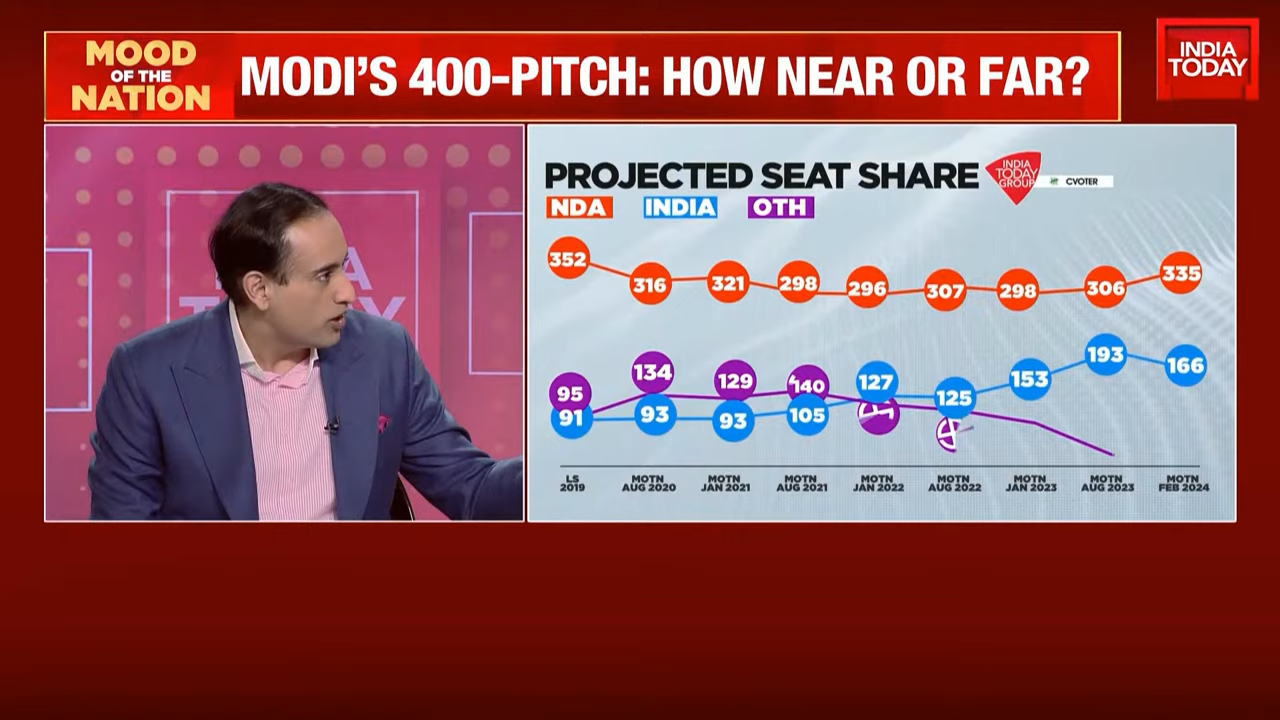 MOOD
OF THE
NATION
MODI'S 400-PITCH: HOW NEAR OR FAR?
INDIA
TODAY
PROJECTED SEAT SHARE
INDIA
TODAY
GROUP
CVOTER
NDA INDIA OTH
352 316 321 298 296 307 298 306 335
95 134 129 140 127 125 153 193 166
91 93 93 105
LS
2019
MOTN
AUG 2020
MOTN
JAN 2021
MOTN
AUG 2021
MOTN
JAN 2022
MOTN
AUG 2022
MOTN
JAN 2023
MOTN
AUG 2023
MOTN
FEB 2024